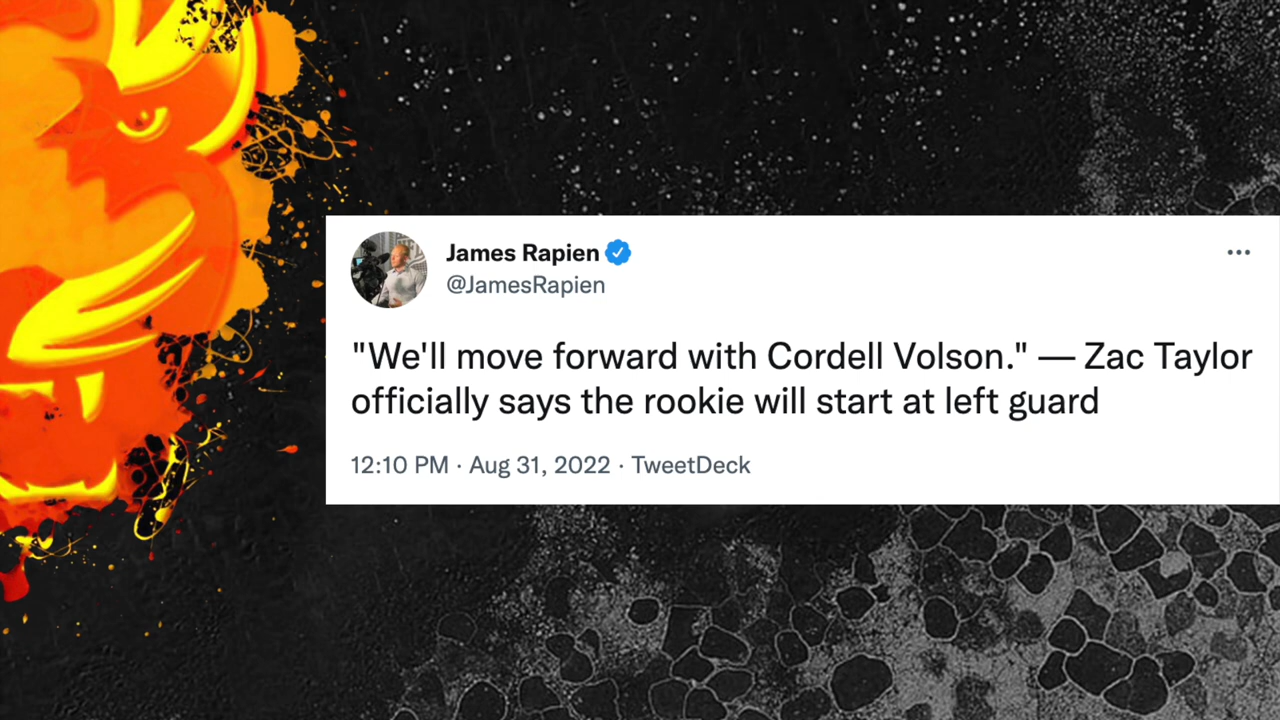 James Rapien
@JamesRapien
"We'll move forward with Cordell Volson." — Zac Taylor
officially says the rookie will start at left guard
12:10 PM · Aug 31, 2022 · TweetDeck